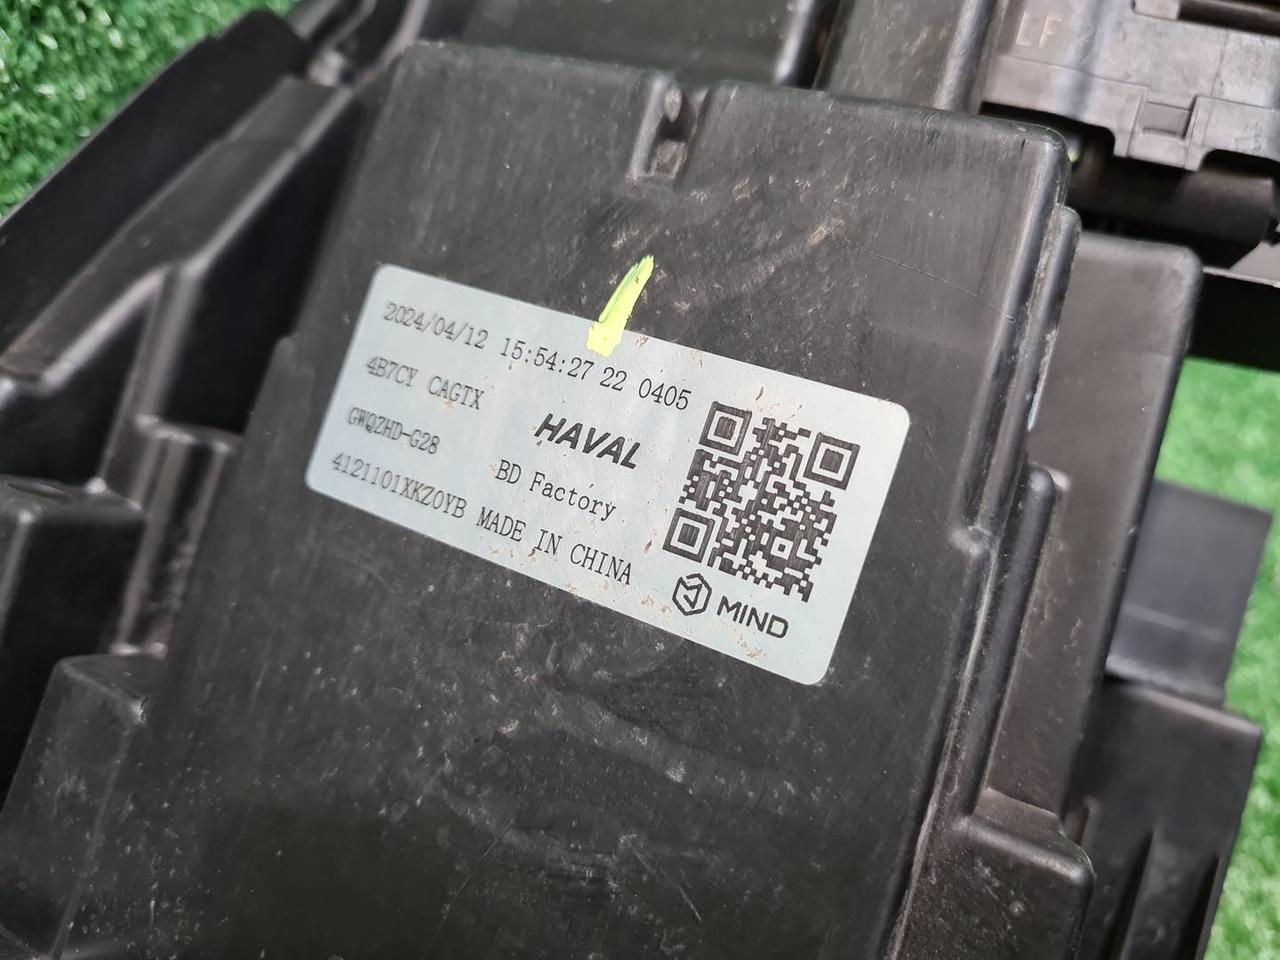 LF
2024/04/12 15:54:27 22 0405
4B7CY CAGTX
HAVAL
GWQZHD-G28
BD Factory
4121101XKZ0YB MADE IN CHINA
MIND